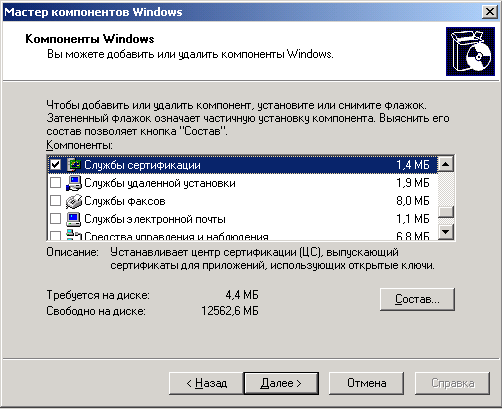 Мастер компонентов Windows
Компоненты Windows
Вы можете добавить или удалить компоненты Windows.
Чтобы добавить или удалить компонент, установите или снимите флажок.
Затененный флажок означает частичную установку компонента. Выяснить его
состав позволяет кнопка "Состав".
Компоненты:
Службы сертификации 1,4 МБ
Службы удаленной установки 1,9 МБ
Службы факсов 8,0 МБ
Службы электронной почты 1,1 МБ
Средства управления и наблюдения 6,8 МБ
Описание: Устанавливает центр сертификации (ЦС), выпускающий
сертификаты для приложений, использующих открытые ключи.
Требуется на диске: 4,4 МБ
Свободно на диске: 12562,6 МБ
Состав...
< Назад Далее > Отмена Справка